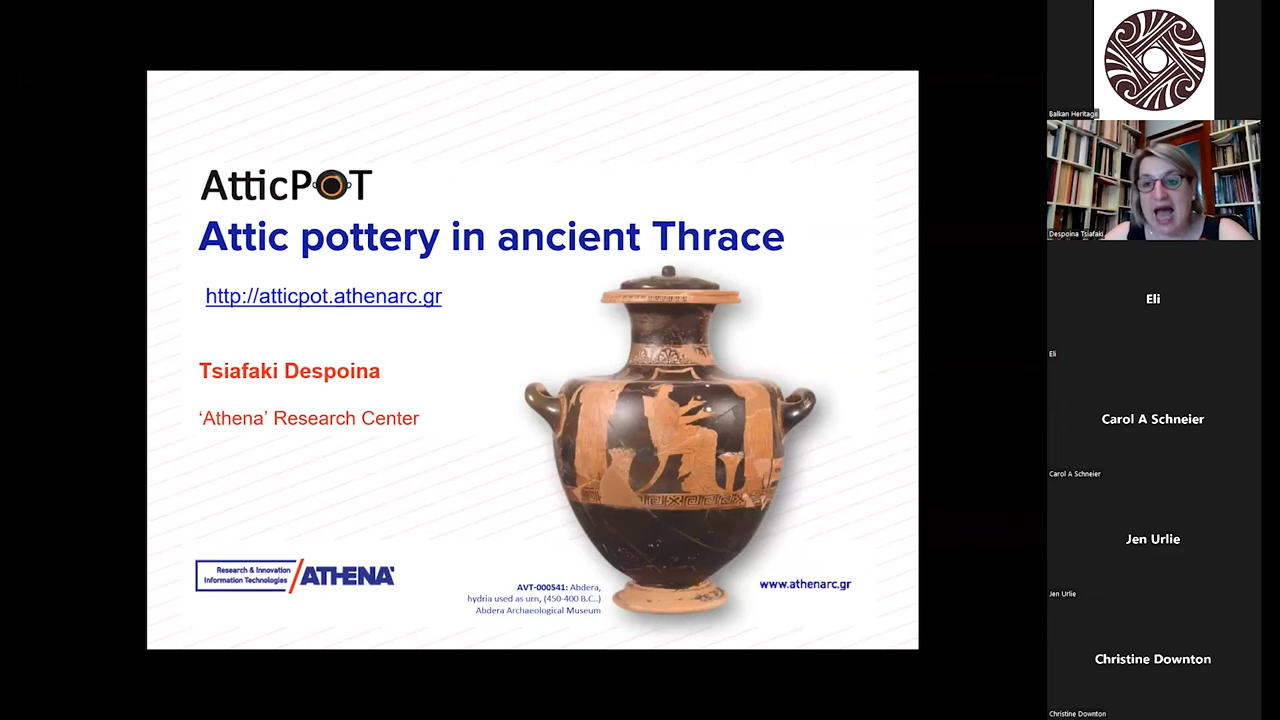 AtticPOT
Attic pottery in ancient Thrace
http://atticpot.athenarc.gr
Tsiafaki Despoina
‘Athena’ Research Center
Research & Innovation
Information Technologies
ATHENA
AVT-000541: Abdera,
hydria used as urn, (450-400 B.C..)
Abdera Archaeological Museum
www.athenarc.gr
Balkan Heritage
Despoina Tsiafaki
Eli
Eli
Carol A Schneier
Carol A Schneier
Jen Urlie
Jen Urlie
Christine Downton
Christine Downton